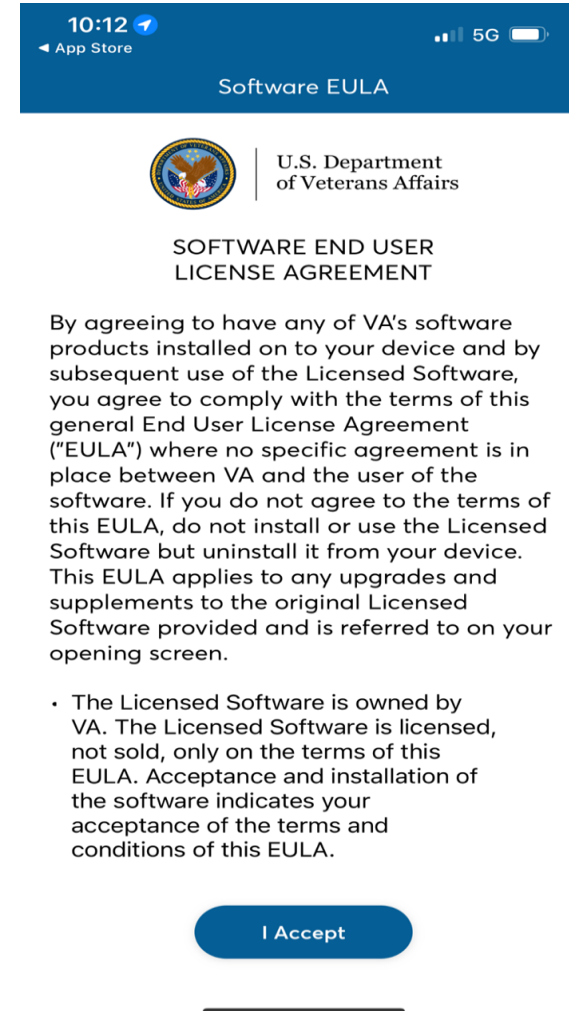 10:12
5G
◄ App Store
Software EULA
U.S. Department
of Veterans Affairs
SOFTWARE END USER
LICENSE AGREEMENT
By agreeing to have any of VA's software
products installed on to your device and by
subsequent use of the Licensed Software,
you agree to comply with the terms of this
general End User License Agreement
("EULA") where no specific agreement is in
place between VA and the user of the
software. If you do not agree to the terms of
this EULA, do not install or use the Licensed
Software but uninstall it from your device.
This EULA applies to any upgrades and
supplements to the original Licensed
Software provided and is referred to on your
opening screen.
• The Licensed Software is owned by
VA. The Licensed Software is licensed,
not sold, only on the terms of this
EULA. Acceptance and installation of
the software indicates your
acceptance of the terms and
conditions of this EULA.
I Accept